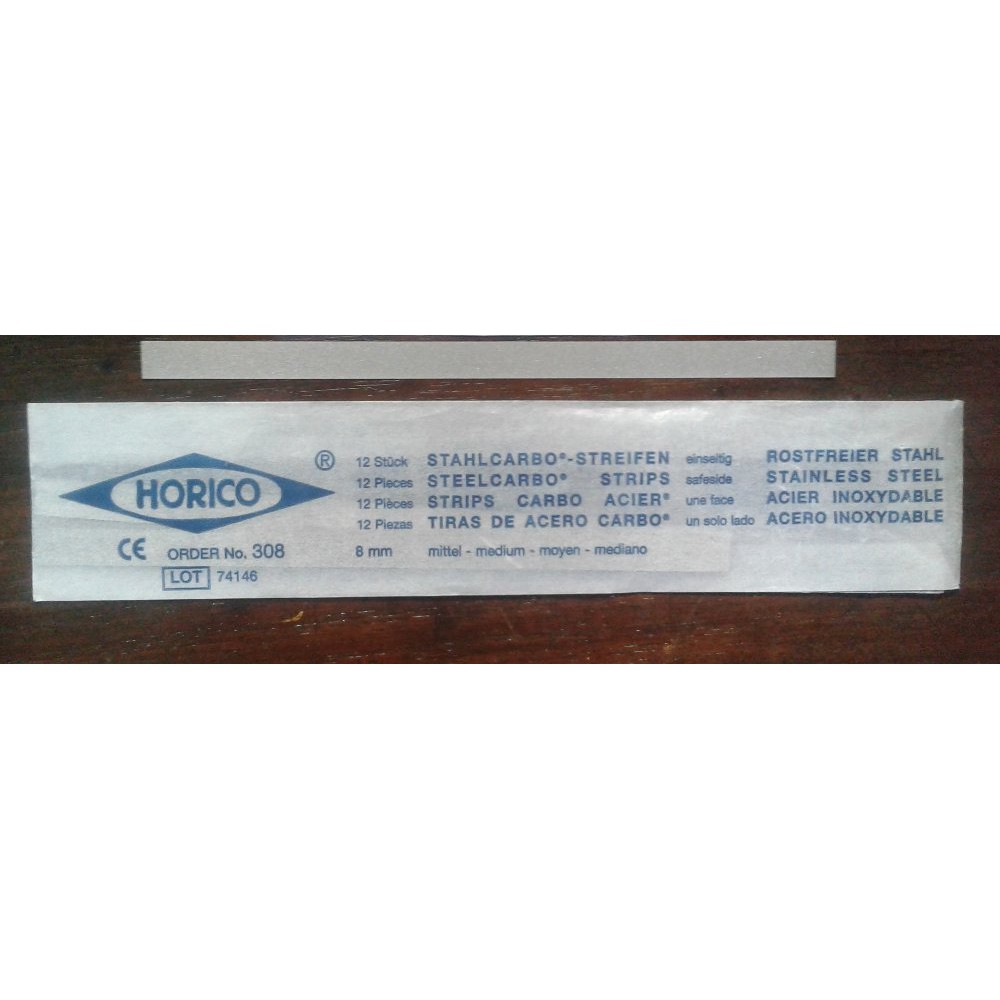 HORICO ®
12 Stück STAHLCARBO®-STREIFEN einseitig ROSTFREIER STAHL
12 Pieces STEELCARBO® STRIPS safeside STAINLESS STEEL
12 Pièces STRIPS CARBO ACIER® une face ACIER INOXYDABLE
12 Piezas TIRAS DE ACERO CARBO® un solo lado ACERO INOXYDABLE
CE ORDER No. 308 8 mm mittel - medium - moyen - mediano
LOT 74146